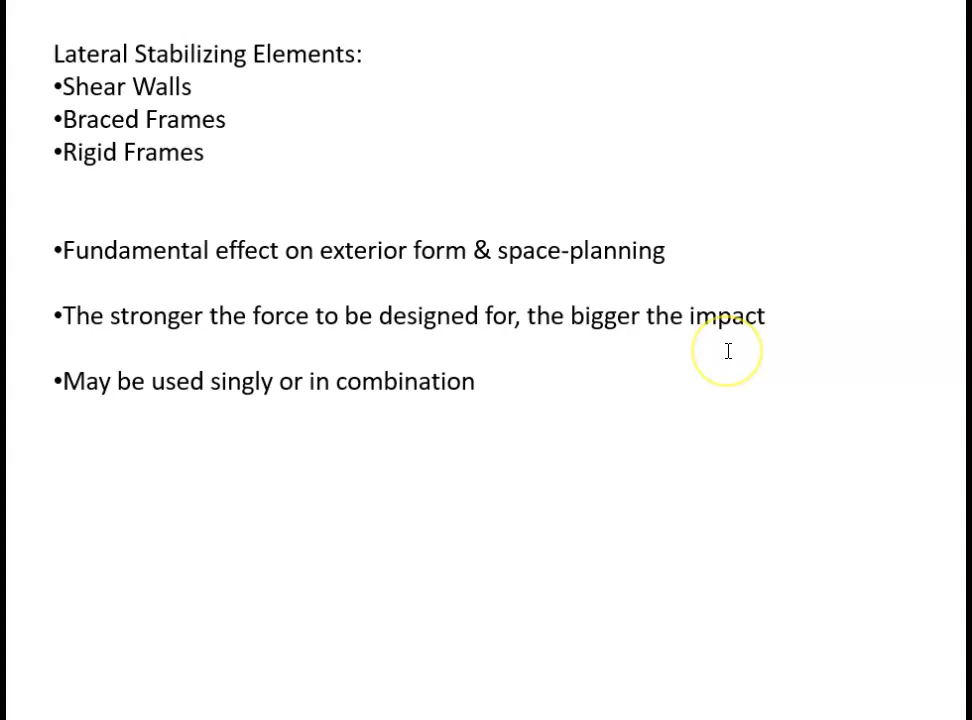 Lateral Stabilizing Elements:
•Shear Walls
•Braced Frames
•Rigid Frames
•Fundamental effect on exterior form & space-planning
•The stronger the force to be designed for, the bigger the impact
•May be used singly or in combination